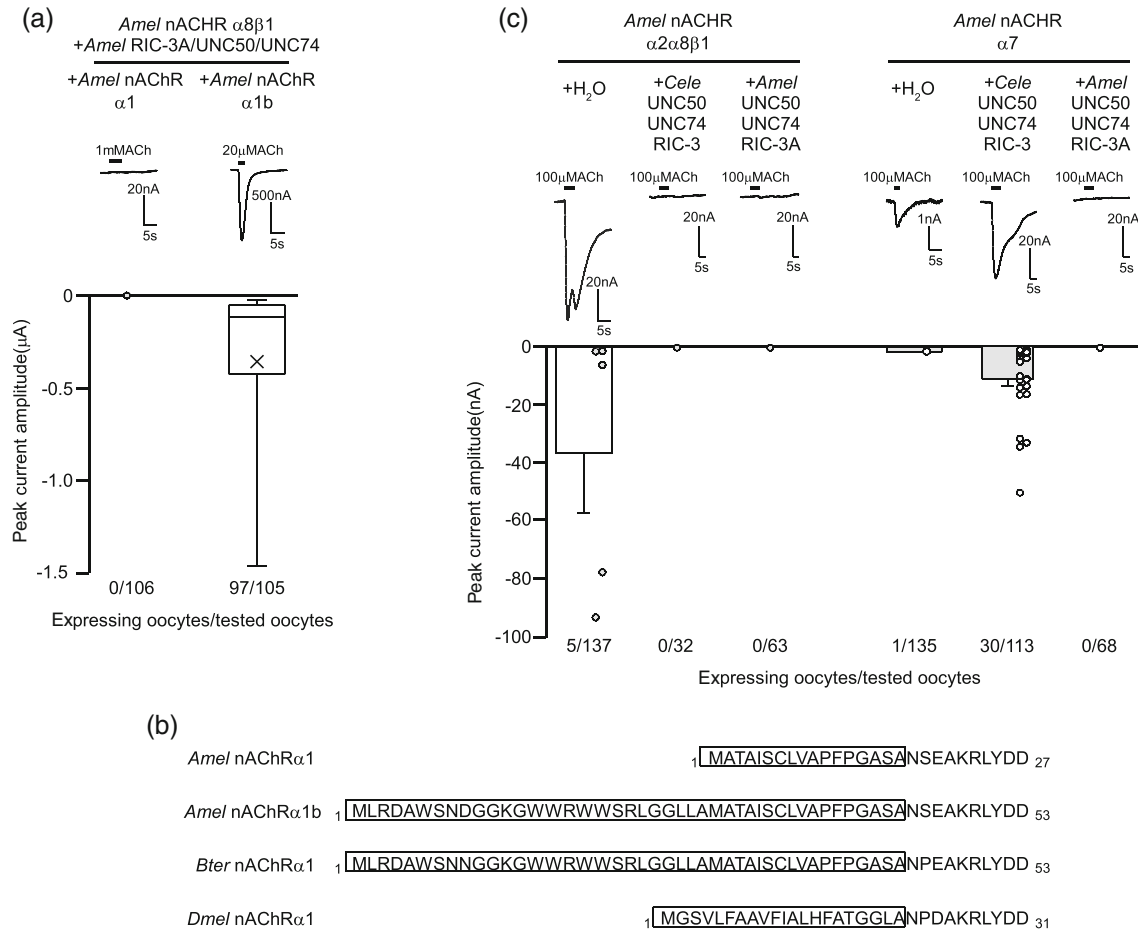 (a)
Amel nACHR α8β1
+Amel RIC-3A/UNC50/UNC74
+Amel nAChR
α1
+Amel nAChR
α1b
1mMACh
20nA
5s
20μMACh
500nA
5s
Peak current amplitude(μA)
0
-0.5
-1.0
-1.5
0/106
97/105
Expressing oocytes/tested oocytes
(c)
Amel nACHR
α2α8β1
Amel nACHR
α7
+H2O
+Cele
UNC50
UNC74
RIC-3
+Amel
UNC50
UNC74
RIC-3A
+H2O
+Cele
UNC50
UNC74
RIC-3
+Amel
UNC50
UNC74
RIC-3A
100μMACh
20nA
5s
100μMACh
20nA
5s
100μMACh
20nA
5s
100μMACh
1nA
5s
100μMACh
20nA
5s
100μMACh
20nA
5s
Peak current amplitude(nA)
0
-20
-40
-60
-80
-100
5/137
0/32
0/63
1/135
30/113
0/68
Expressing oocytes/tested oocytes
(b)
Amel nAChRα1 1 MATAISCLVAPFPGASANSEAKRLYDD 27
Amel nAChRα1b 1 MLRDAWSNDGGKGWWRWWSRLGGLLAMATAISCLVAPFPGASANSEAKRLYDD 53
Bter nAChRα1 1 MLRDAWSNNGGKGWWRWWSRLGGLLAMATAISCLVAPFPGASANPEAKRLYDD 53
Dmel nAChRα1 1 MGSVLFAAVFIALHFATGGLANPDAKRLYDD 31